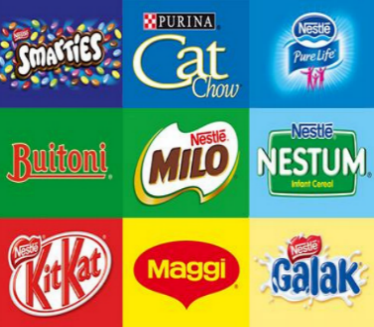 Nestlé
SMARTIES
PURINA
Cat
Chow
Nestlé
Pure Life
Buitoni
Nestlé
MILO
Nestlé
NESTUM
Infant Cereal
Nestlé
KitKat
Maggi
Nestlé
Galak